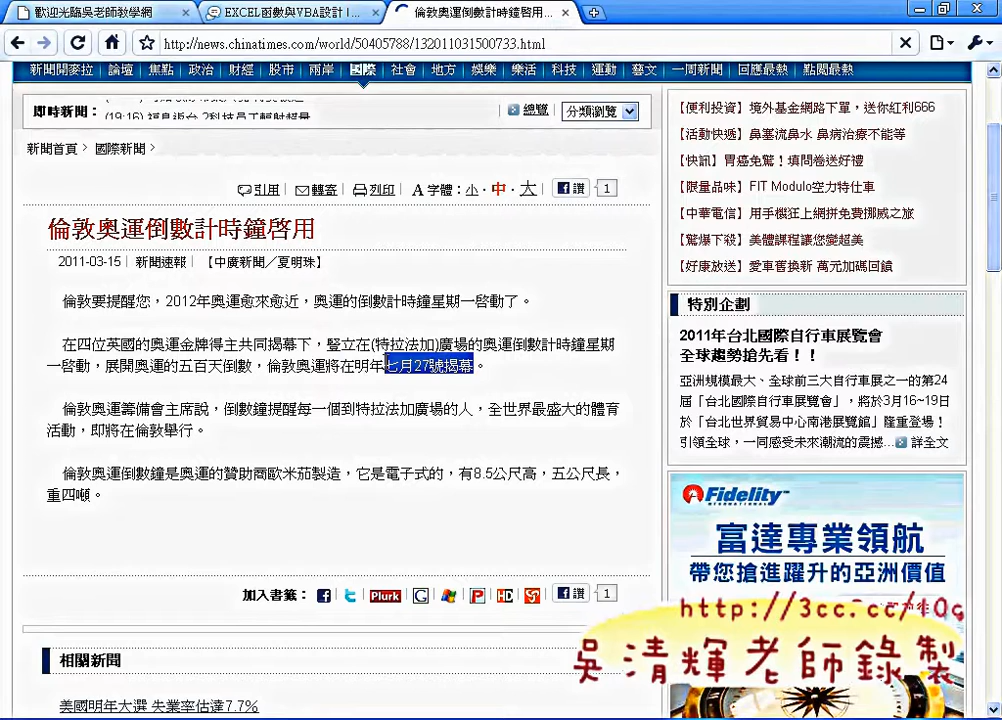 歡迎光臨吳老師教學網
EXCEL函數與VBA設計 |...
倫敦奧運倒數計時鐘啓用...
http://news.chinatimes.com/world/50405788/132011031500733.html
新聞開麥拉 論壇 焦點 政治 財經 股市 兩岸 國際 社會 地方 娛樂 樂活 科技 運動 藝文 一周新聞 回應最熱 點閱最熱
即時新聞：
總覽
分類瀏覽
新聞首頁 > 國際新聞 >
引用 轉寄 列印 A 字體：小 · 中 · 大 讚 1
倫敦奧運倒數計時鐘啓用
2011-03-15 | 新聞速報 | 【中廣新聞／夏明珠】
倫敦要提醒您，2012年奧運愈來愈近，奧運的倒數計時鐘星期一啓動了。
在四位英國的奧運金牌得主共同揭幕下，豎立在(特拉法加)廣場的奧運倒數計時鐘星期
一啓動，展開奧運的五百天倒數，倫敦奧運將在明年七月27號揭幕。
倫敦奧運籌備會主席說，倒數鐘提醒每一個到特拉法加廣場的人，全世界最盛大的體育
活動，即將在倫敦舉行。
倫敦奧運倒數鐘是奧運的贊助商歐米茄製造，它是電子式的，有8.5公尺高，五公尺長，
重四噸。
加入書籤： Plurk G P HD 讚 1
相關新聞
美國明年大選 失業率估達7.7%
【便利投資】境外基金網路下單，送你紅利666
【活動快遞】鼻塞流鼻水 鼻病治療不能等
【快訊】胃癌免驚！填問卷送好禮
【限量品味】FIT Modulo空力特仕車
【中華電信】用手機狂上網拼免費挪威之旅
【驚爆下殺】美體課程讓您變超美
【好康放送】愛車舊換新 萬元加碼回饋
特別企劃
2011年台北國際自行車展覽會
全球趨勢搶先看！！
亞洲規模最大、全球前三大自行車展之一的第24
屆「台北國際自行車展覽會」，將於3月16~19日
於「台北世界貿易中心南港展覽館」隆重登場！
引領全球，一同感受未來潮流的震撼... 詳全文
Fidelity
富達專業領航
帶您搶進躍升的亞洲價值
吳清輝老師錄製